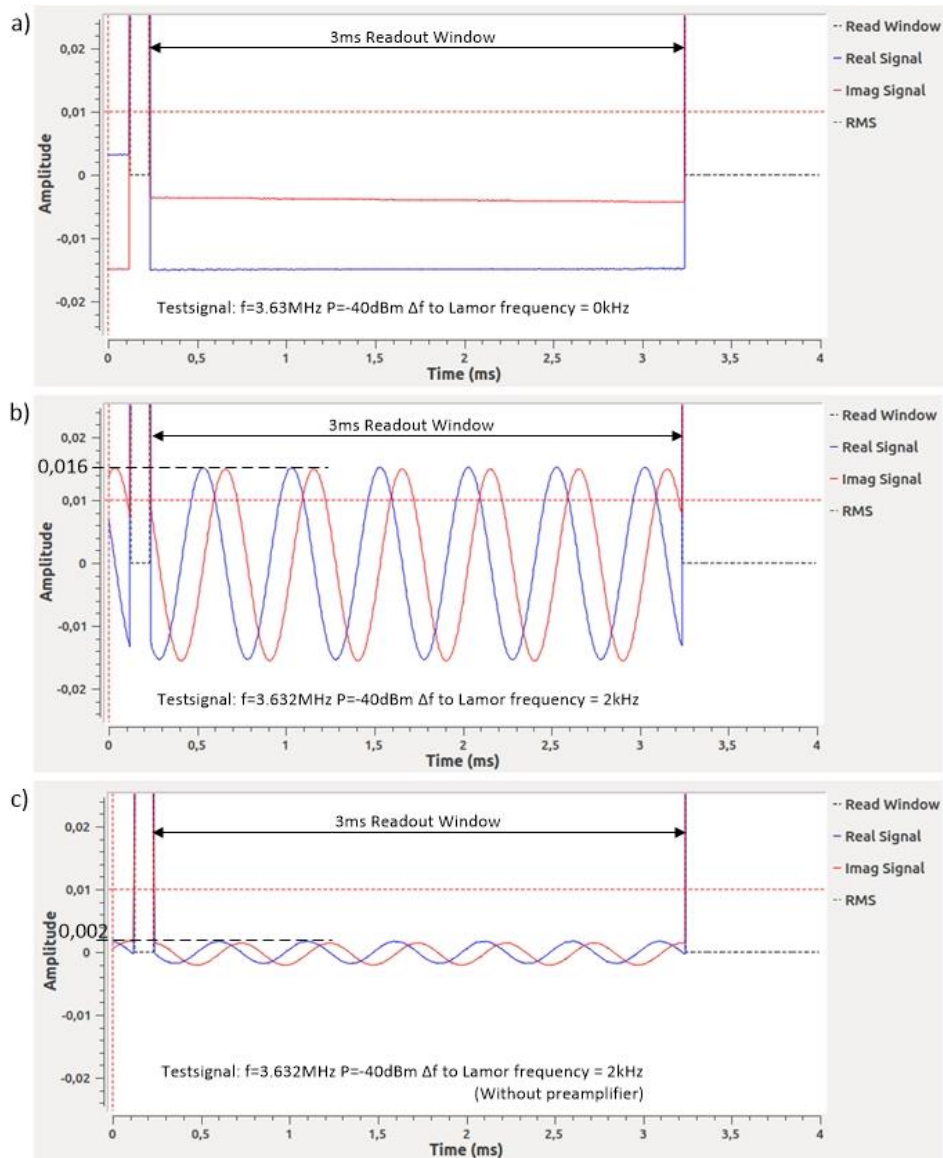 a)
3ms Readout Window
0,02
0,01
0
-0,01
-0,02
Amplitude
Read Window
Real Signal
Imag Signal
RMS
Testsignal: f=3.63MHz P=-40dBm Δf to Lamor frequency = 0kHz
0 0,5 1 1,5 2 2,5 3 3,5 4
Time (ms)
b)
3ms Readout Window
0,02
0,016
0,01
0
-0,01
-0,02
Amplitude
Read Window
Real Signal
Imag Signal
RMS
Testsignal: f=3.632MHz P=-40dBm Δf to Lamor frequency = 2kHz
0 0,5 1 1,5 2 2,5 3 3,5 4
Time (ms)
c)
3ms Readout Window
0,02
0,01
0,002
0
-0,01
-0,02
Amplitude
Read Window
Real Signal
Imag Signal
RMS
Testsignal: f=3.632MHz P=-40dBm Δf to Lamor frequency = 2kHz
(Without preamplifier)
0 0,5 1 1,5 2 2,5 3 3,5 4
Time (ms)